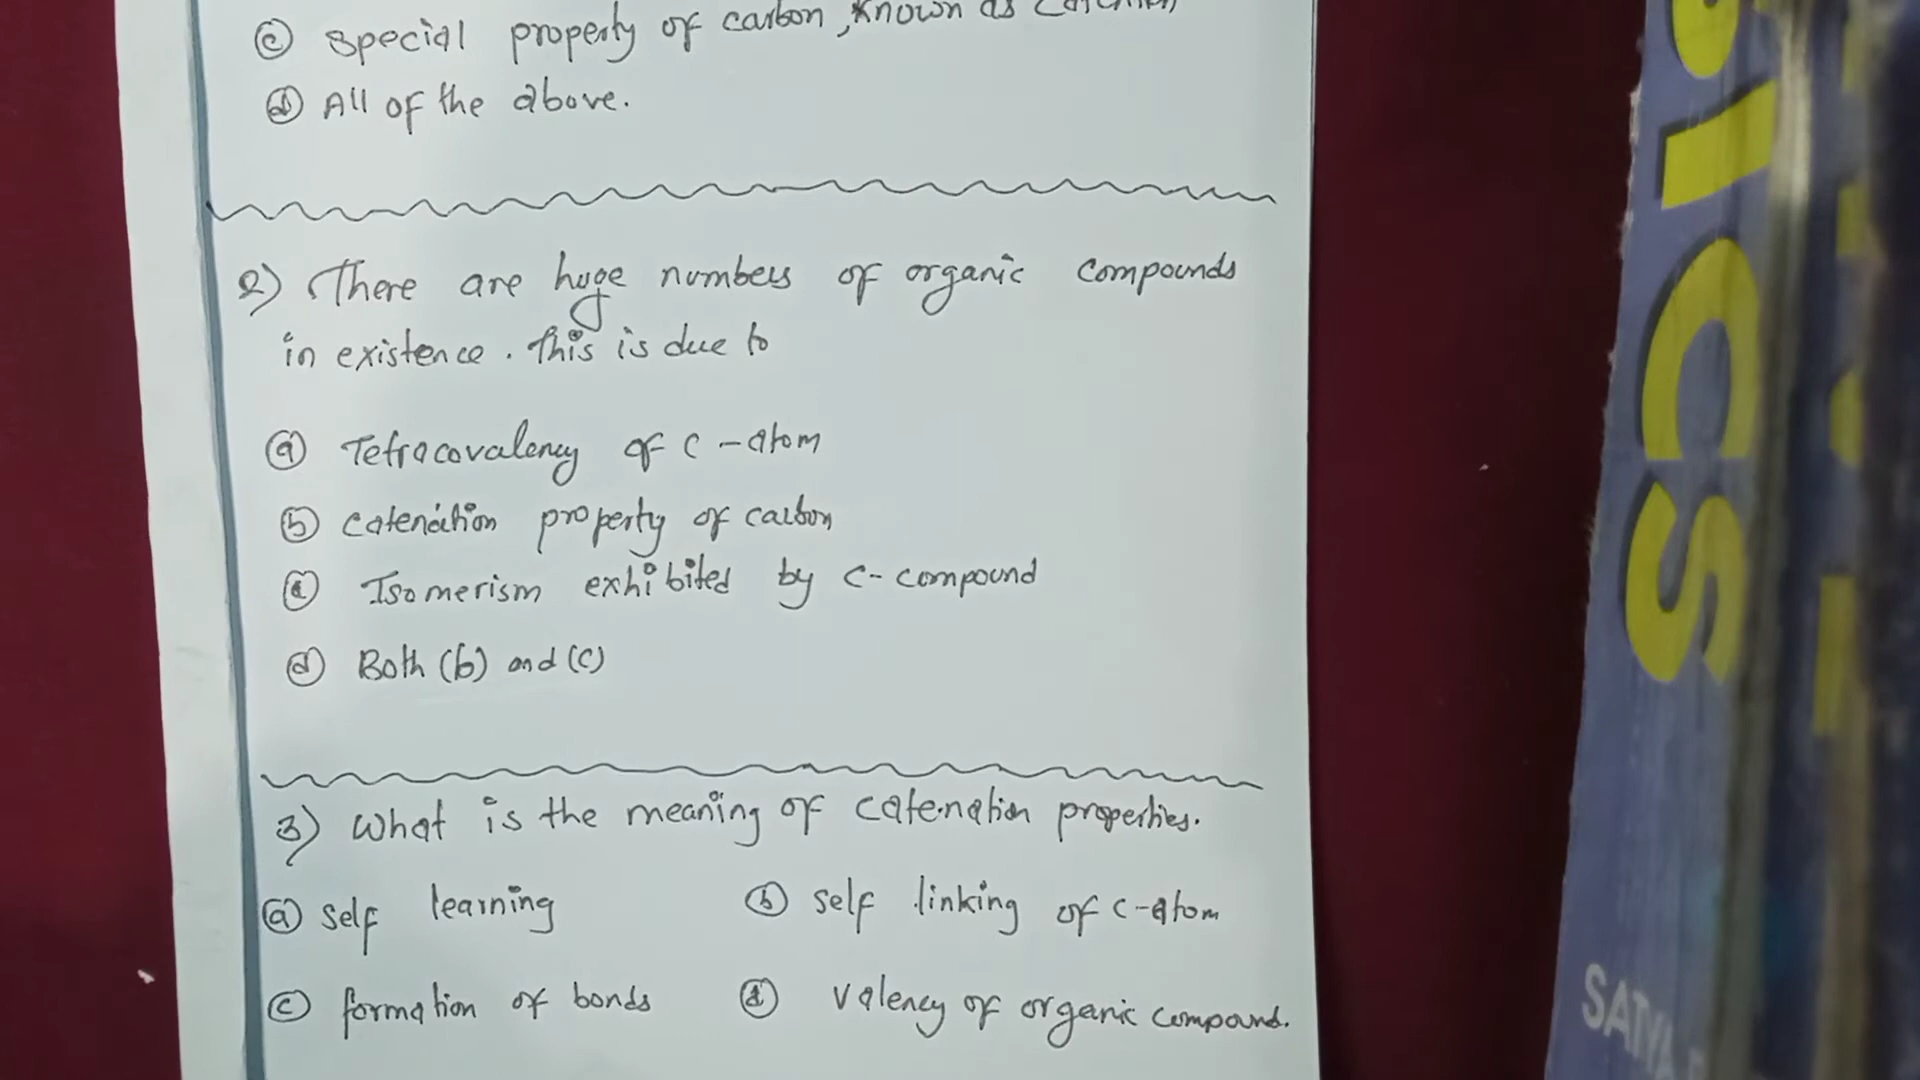 (c) special property of carbon, known as
(d) All of the above.
2) There are huge numbers of organic compounds
in existence. This is due to
(a) Tetracovalency of C-atom
(b) catenation property of carbon
(c) Isomerism exhibited by C-compound
(d) Both (b) and (c)
3) What is the meaning of catenation properties.
(a) self learning
(b) self linking of C-atom
(c) formation of bonds
(d) valency of organic compound.
SICS